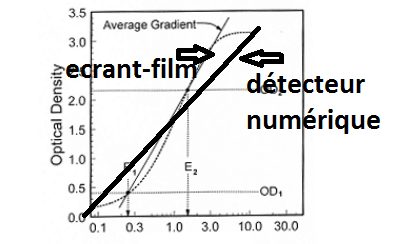 3.5
Average Gradient
3.0
ecrant-film
détecteur
numérique
2.5
2.0
1.5
1.0
0.5
0.0
E₂
OD₁
Optical Density
0.1 0.3 1.0 3.0 10.0 30.0